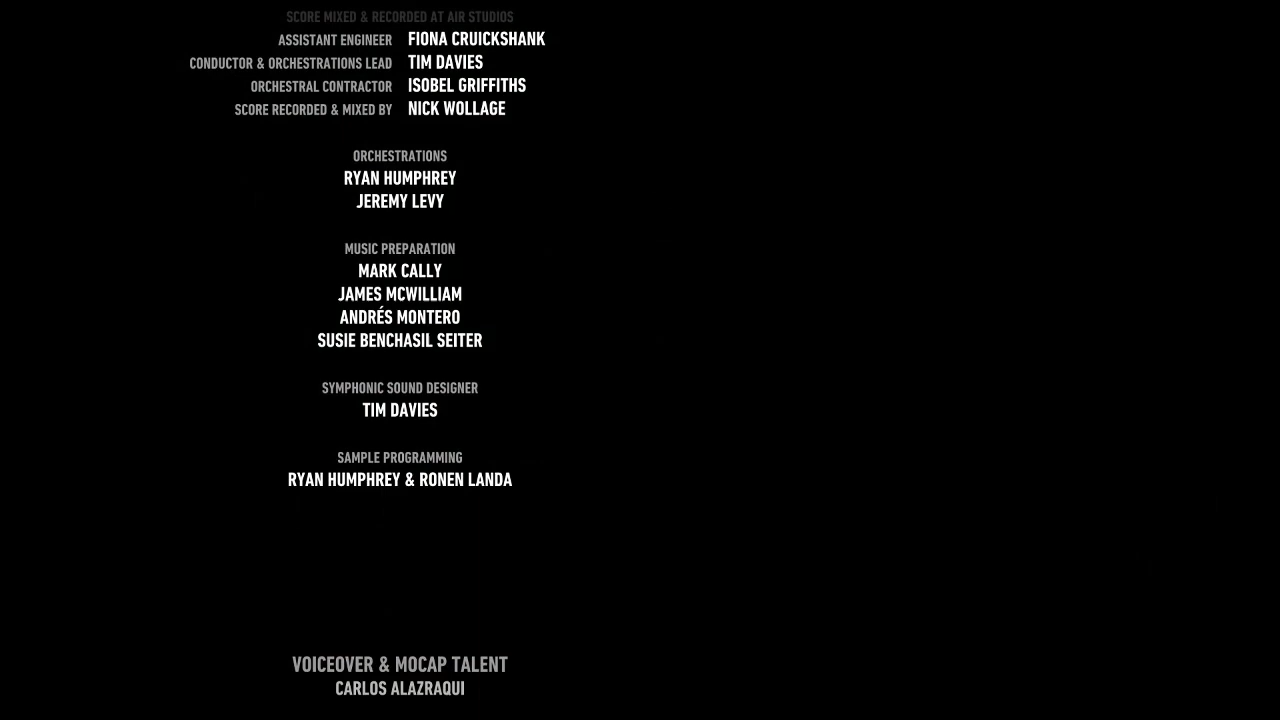 SCORE MIXED & RECORDED AT AIR STUDIOS
ASSISTANT ENGINEER FIONA CRUICKSHANK
CONDUCTOR & ORCHESTRATIONS LEAD TIM DAVIES
ORCHESTRAL CONTRACTOR ISOBEL GRIFFITHS
SCORE RECORDED & MIXED BY NICK WOLLAGE
ORCHESTRATIONS
RYAN HUMPHREY
JEREMY LEVY
MUSIC PREPARATION
MARK CALLY
JAMES MCWILLIAM
ANDRÉS MONTERO
SUSIE BENCHASIL SEITER
SYMPHONIC SOUND DESIGNER
TIM DAVIES
SAMPLE PROGRAMMING
RYAN HUMPHREY & RONEN LANDA
VOICEOVER & MOCAP TALENT
CARLOS ALAZRAQUI